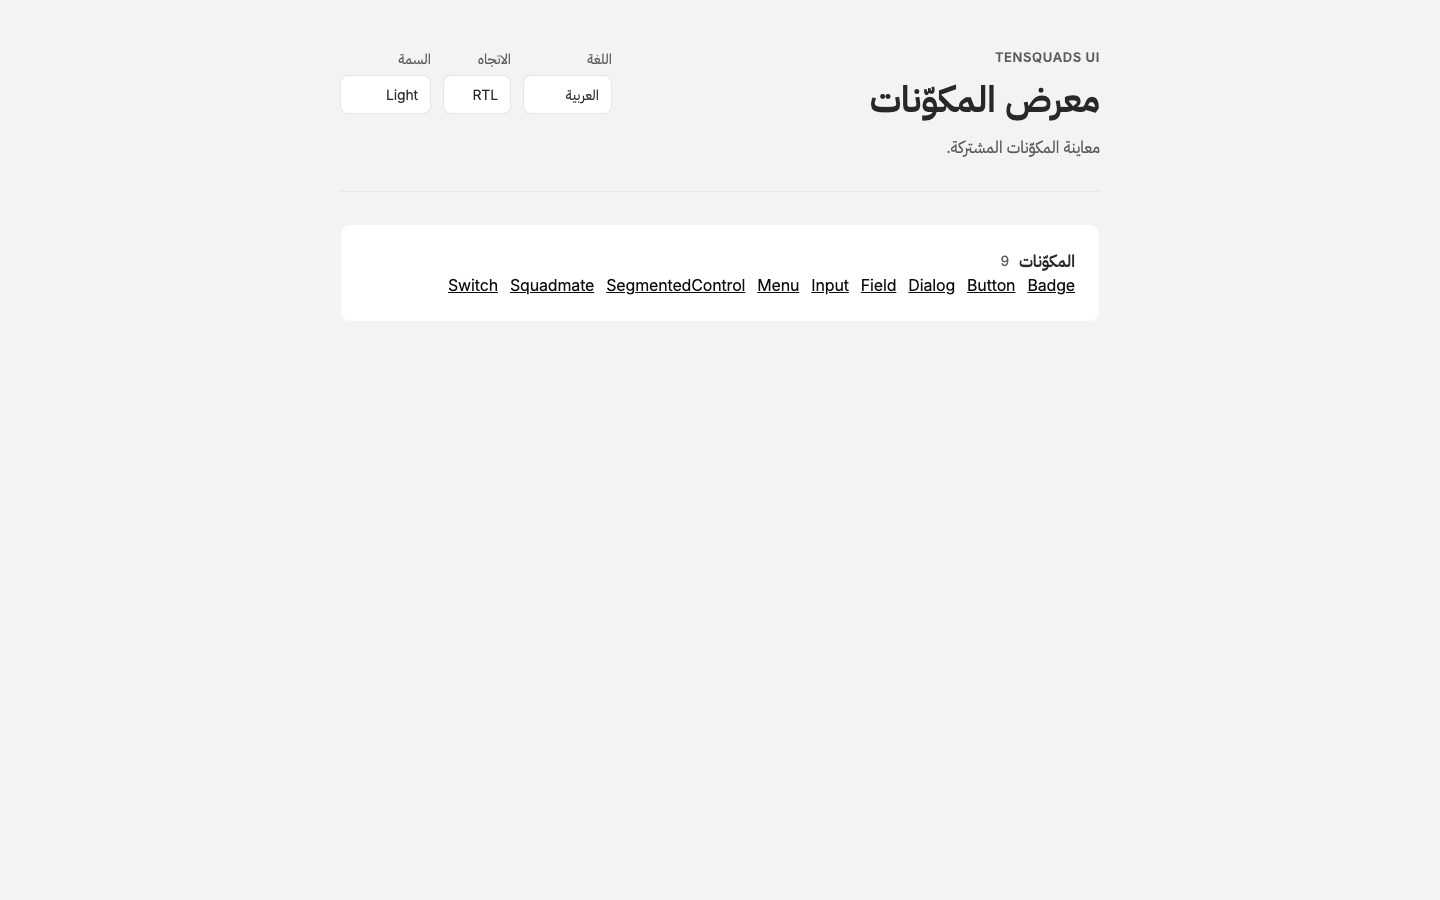 TENSQUADS UI
معرض المكوّنات
معاينة المكوّنات المشتركة.
اللغة
العربية
الاتجاه
RTL
السمة
Light
المكوّنات 9
Badge Button Dialog Field Input Menu SegmentedControl Squadmate Switch